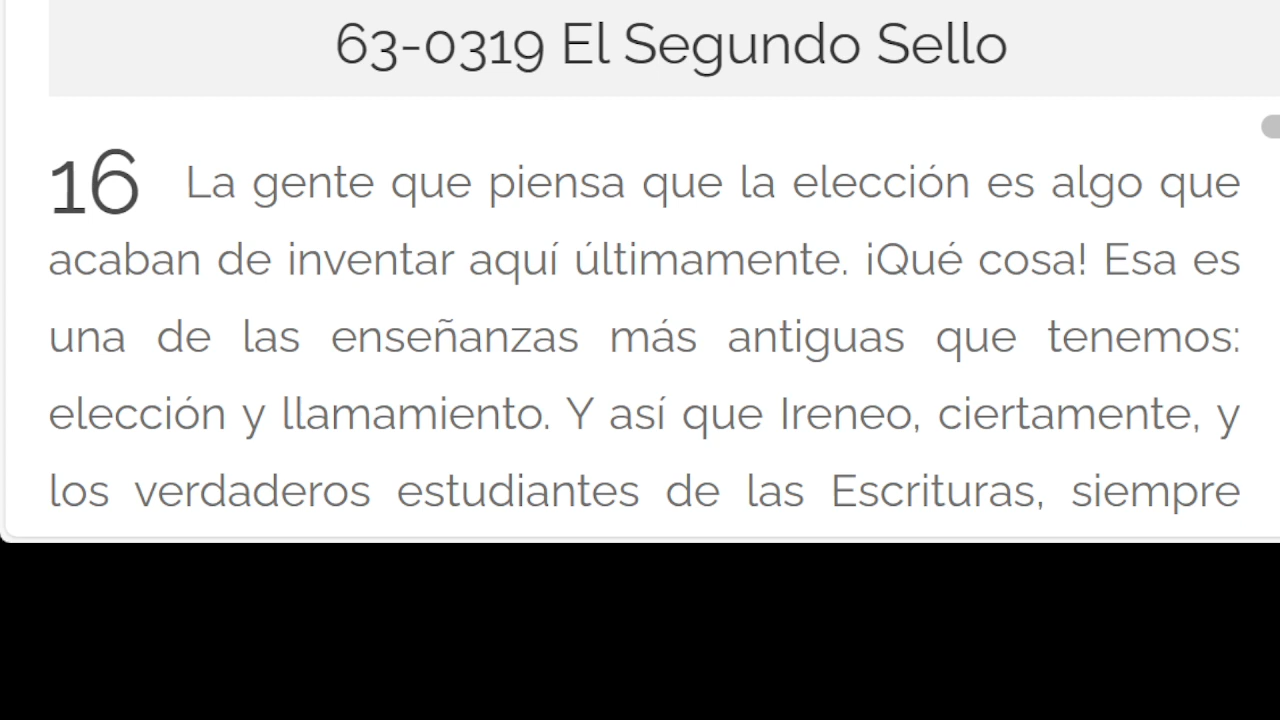 63-0319 El Segundo Sello
16 La gente que piensa que la elección es algo que
acaban de inventar aquí últimamente. ¡Qué cosa! Esa es
una de las enseñanzas más antiguas que tenemos:
elección y llamamiento. Y así que Ireneo, ciertamente, y
los verdaderos estudiantes de las Escrituras, siempre